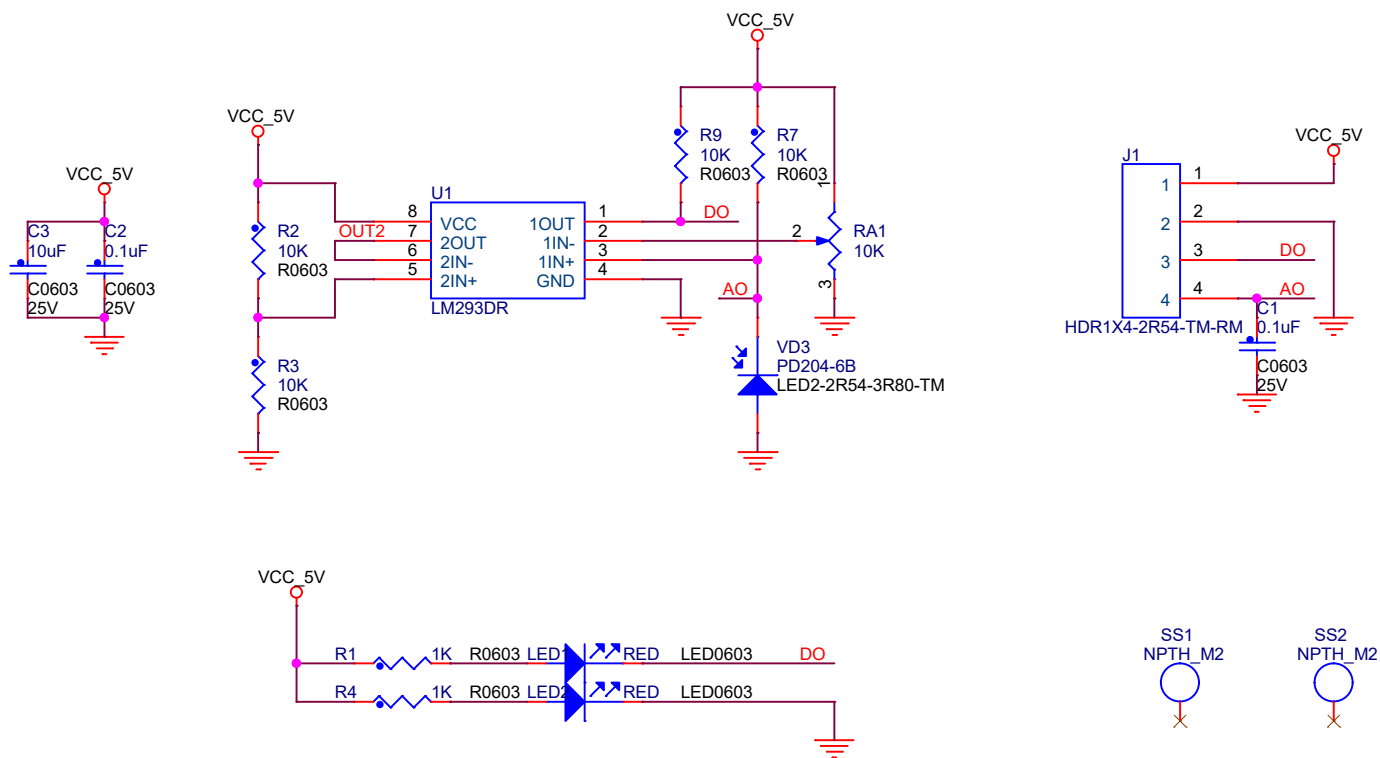 VCC_5V
C3
10uF
C0603
25V
C2
0.1uF
C0603
25V
VCC_5V
R2
10K
R0603
R3
10K
R0603
U1
8
7
6
5
OUT2
VCC
2OUT
2IN-
2IN+
1OUT
1IN-
1IN+
GND
1
2
3
4
LM293DR
VCC_5V
R9
10K
R0603
R7
10K
R0603
DO
1
2
3
RA1
10K
AO
VD3
PD204-6B
LED2-2R54-3R80-TM
VCC_5V
J1
1
2
3
4
1
2
3
4
DO
AO
HDR1X4-2R54-TM-RM
C1
0.1uF
C0603
25V
VCC_5V
R1
1K
R0603
LED1
RED
LED0603
DO
R4
1K
R0603
LED2
RED
LED0603
SS1
NPTH_M2
SS2
NPTH_M2